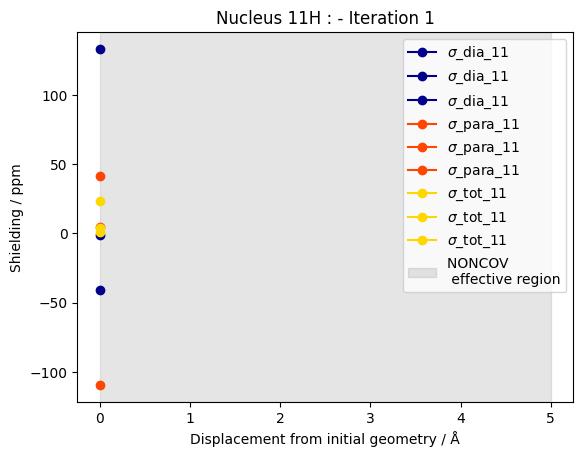 Nucleus 11H : - Iteration 1
Shielding / ppm
100
50
0
−50
−100
σ_dia_11
σ_dia_11
σ_dia_11
σ_para_11
σ_para_11
σ_para_11
σ_tot_11
σ_tot_11
σ_tot_11
NONCOV
effective region
0 1 2 3 4 5
Displacement from initial geometry / Å